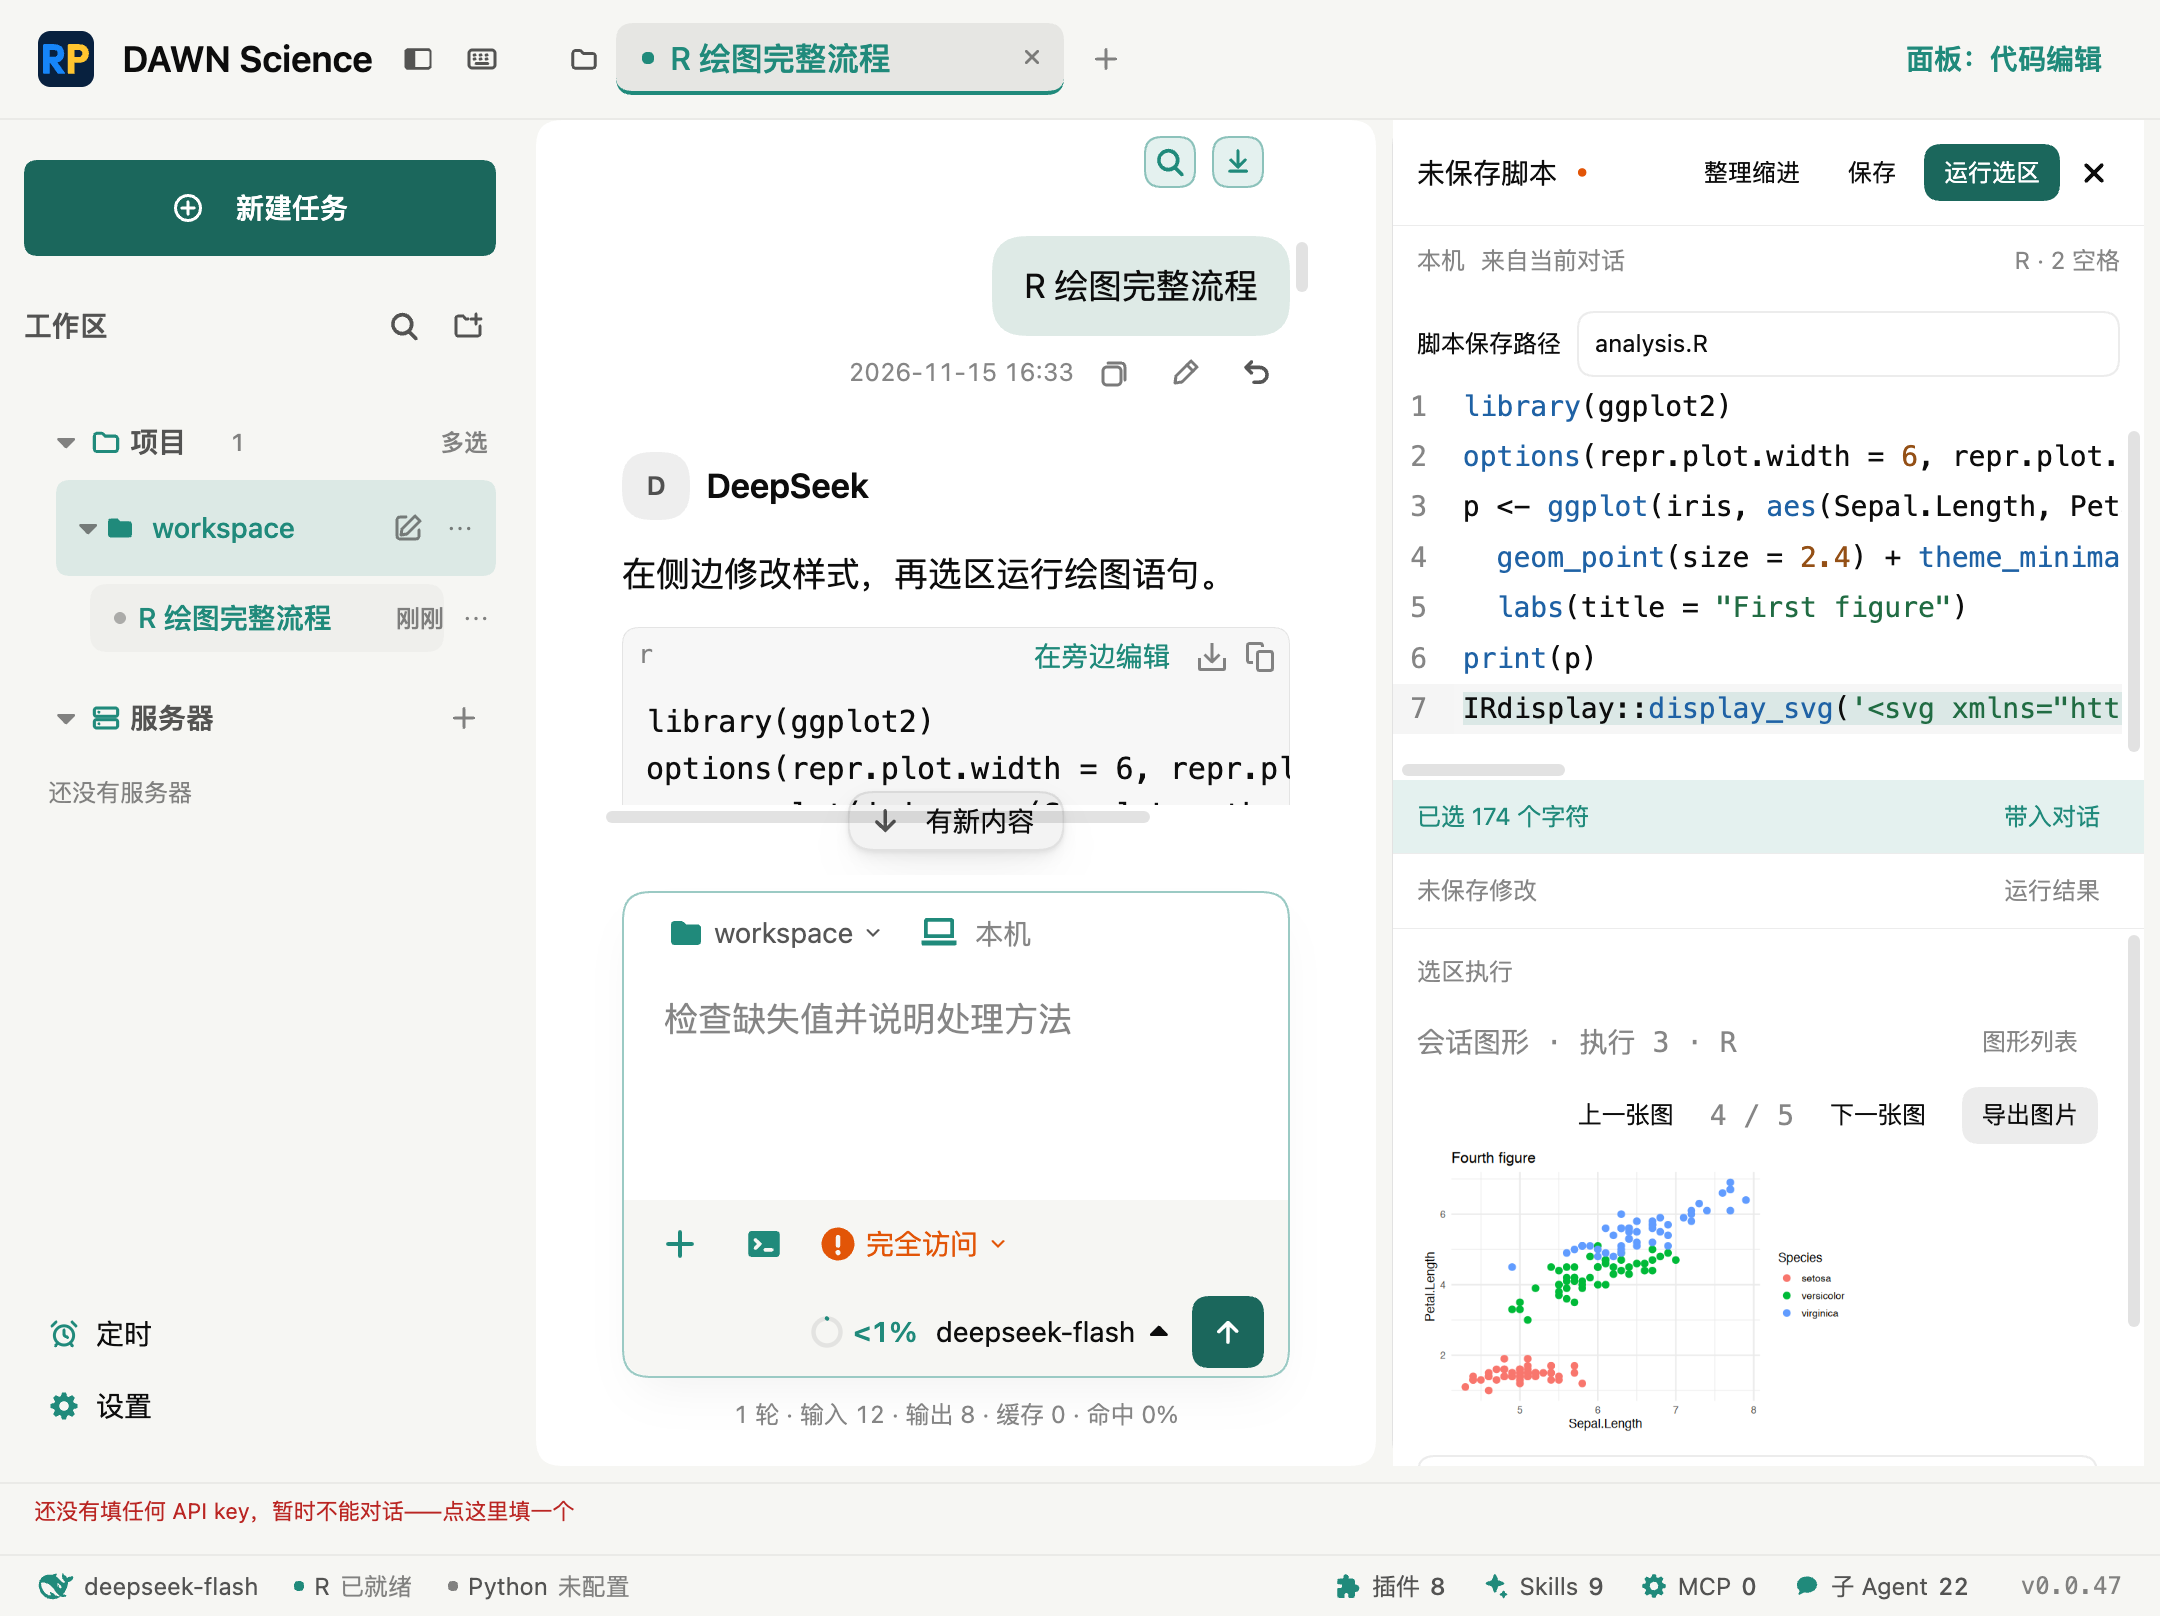 RP DAWN Science
R 绘图完整流程
面板：代码编辑
新建任务
工作区
项目 1 多选
workspace
R 绘图完整流程 刚刚
服务器
还没有服务器
定时
设置
R 绘图完整流程
2026-11-15 16:33
D DeepSeek
在侧边修改样式，再选区运行绘图语句。
r 在旁边编辑
library(ggplot2)
options(repr.plot.width = 6, repr.pl
有新内容
workspace 本机
检查缺失值并说明处理方法
完全访问
<1% deepseek-flash
1 轮 · 输入 12 · 输出 8 · 缓存 0 · 命中 0%
未保存脚本 整理缩进 保存 运行选区
本机 来自当前对话 R · 2 空格
脚本保存路径 analysis.R
1 library(ggplot2)
2 options(repr.plot.width = 6, repr.plot.
3 p <- ggplot(iris, aes(Sepal.Length, Pet
4 geom_point(size = 2.4) + theme_minima
5 labs(title = "First figure")
6 print(p)
7 IRdisplay::display_svg('<svg xmlns="htt
已选 174 个字符 带入对话
未保存修改 运行结果
选区执行
会话图形 · 执行 3 · R 图形列表
上一张图 4 / 5 下一张图 导出图片
Fourth figure
Petal.Length
6
4
2
5 6 7 8
Sepal.Length
Species
setosa
versicolor
virginica
还没有填任何 API key，暂时不能对话——点这里填一个
deepseek-flash R 已就绪 Python 未配置 插件 8 Skills 9 MCP 0 子 Agent 22 v0.0.47